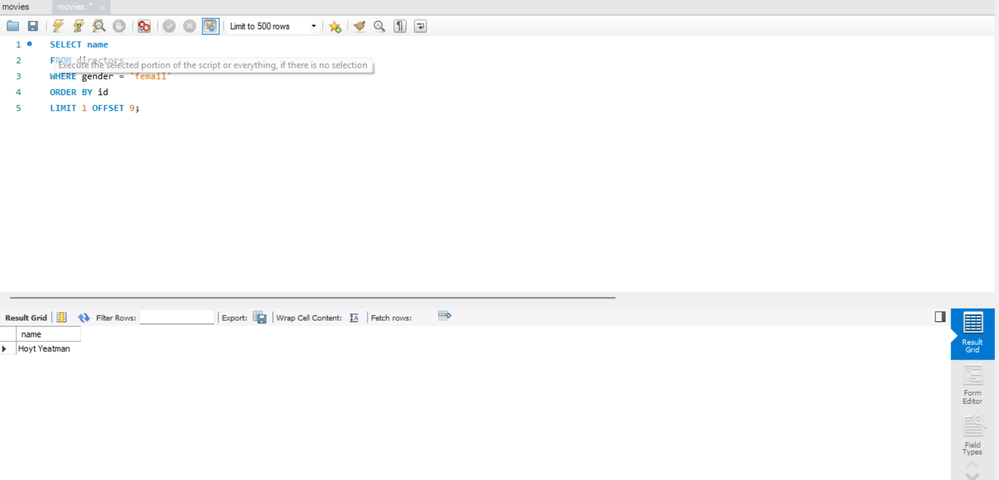 movies
movies..*
Limit to 500 rows
1 SELECT name
2 FROM directors
Execute the selected portion of the script or everything, if there is no selection
3 WHERE gender = 'femail'
4 ORDER BY id
5 LIMIT 1 OFFSET 9;
Result Grid Filter Rows: Export: Wrap Cell Content: Fetch rows:
name
Hoyt Yeatman
Result
Grid
Form
Editor
Field
Types